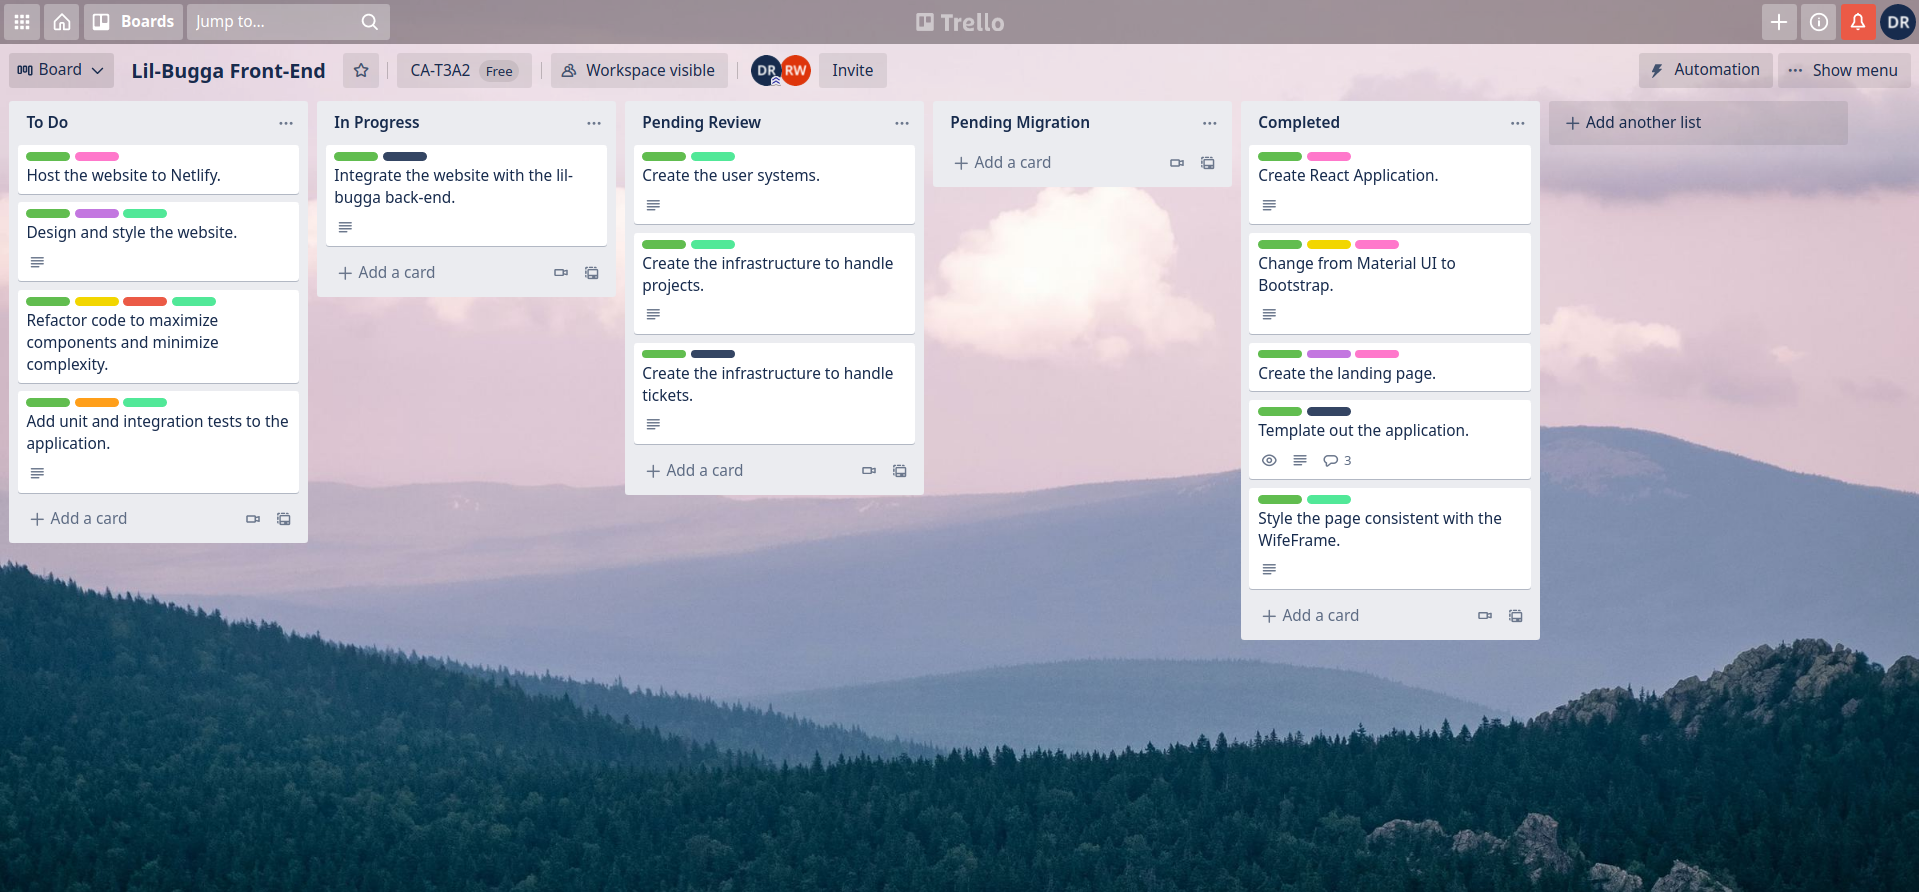 Boards
Jump to...
Trello
DR
Board
Lil-Bugga Front-End
CA-T3A2 Free
Workspace visible
DR
RW
Invite
Automation
Show menu
To Do
Host the website to Netlify.
Design and style the website.
Refactor code to maximize
components and minimize
complexity.
Add unit and integration tests to the
application.
Add a card
In Progress
Integrate the website with the lil-
bugga back-end.
Add a card
Pending Review
Create the user systems.
Create the infrastructure to handle
projects.
Create the infrastructure to handle
tickets.
Add a card
Pending Migration
Add a card
Completed
Create React Application.
Change from Material UI to
Bootstrap.
Create the landing page.
Template out the application.
3
Style the page consistent with the
WifeFrame.
Add a card
Add another list